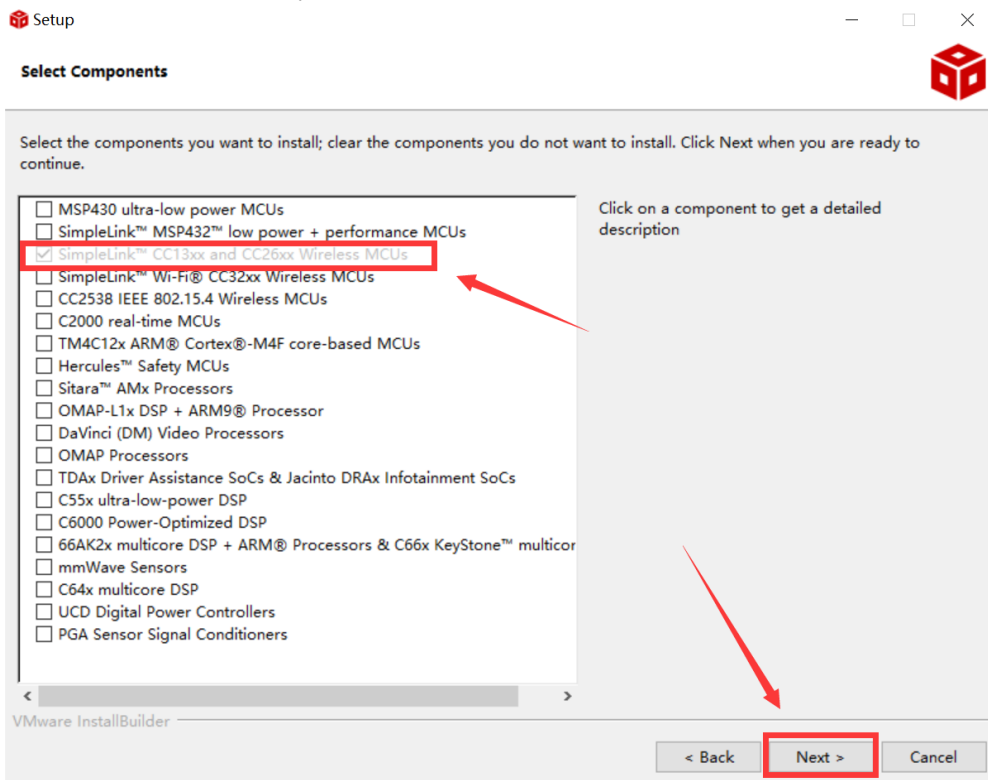 Setup
Select Components
Select the components you want to install; clear the components you do not want to install. Click Next when you are ready to
continue.
MSP430 ultra-low power MCUs
SimpleLink™ MSP432™ low power + performance MCUs
SimpleLink™ CC13xx and CC26xx Wireless MCUs
SimpleLink™ Wi-Fi® CC32xx Wireless MCUs
CC2538 IEEE 802.15.4 Wireless MCUs
C2000 real-time MCUs
TM4C12x ARM® Cortex®-M4F core-based MCUs
Hercules™ Safety MCUs
Sitara™ AMx Processors
OMAP-L1x DSP + ARM9® Processor
DaVinci (DM) Video Processors
OMAP Processors
TDAx Driver Assistance SoCs & Jacinto DRAx Infotainment SoCs
C55x ultra-low-power DSP
C6000 Power-Optimized DSP
66AK2x multicore DSP + ARM® Processors & C66x KeyStone™ multicor
mmWave Sensors
C64x multicore DSP
UCD Digital Power Controllers
PGA Sensor Signal Conditioners
Click on a component to get a detailed
description
VMware InstallBuilder
< Back
Next >
Cancel